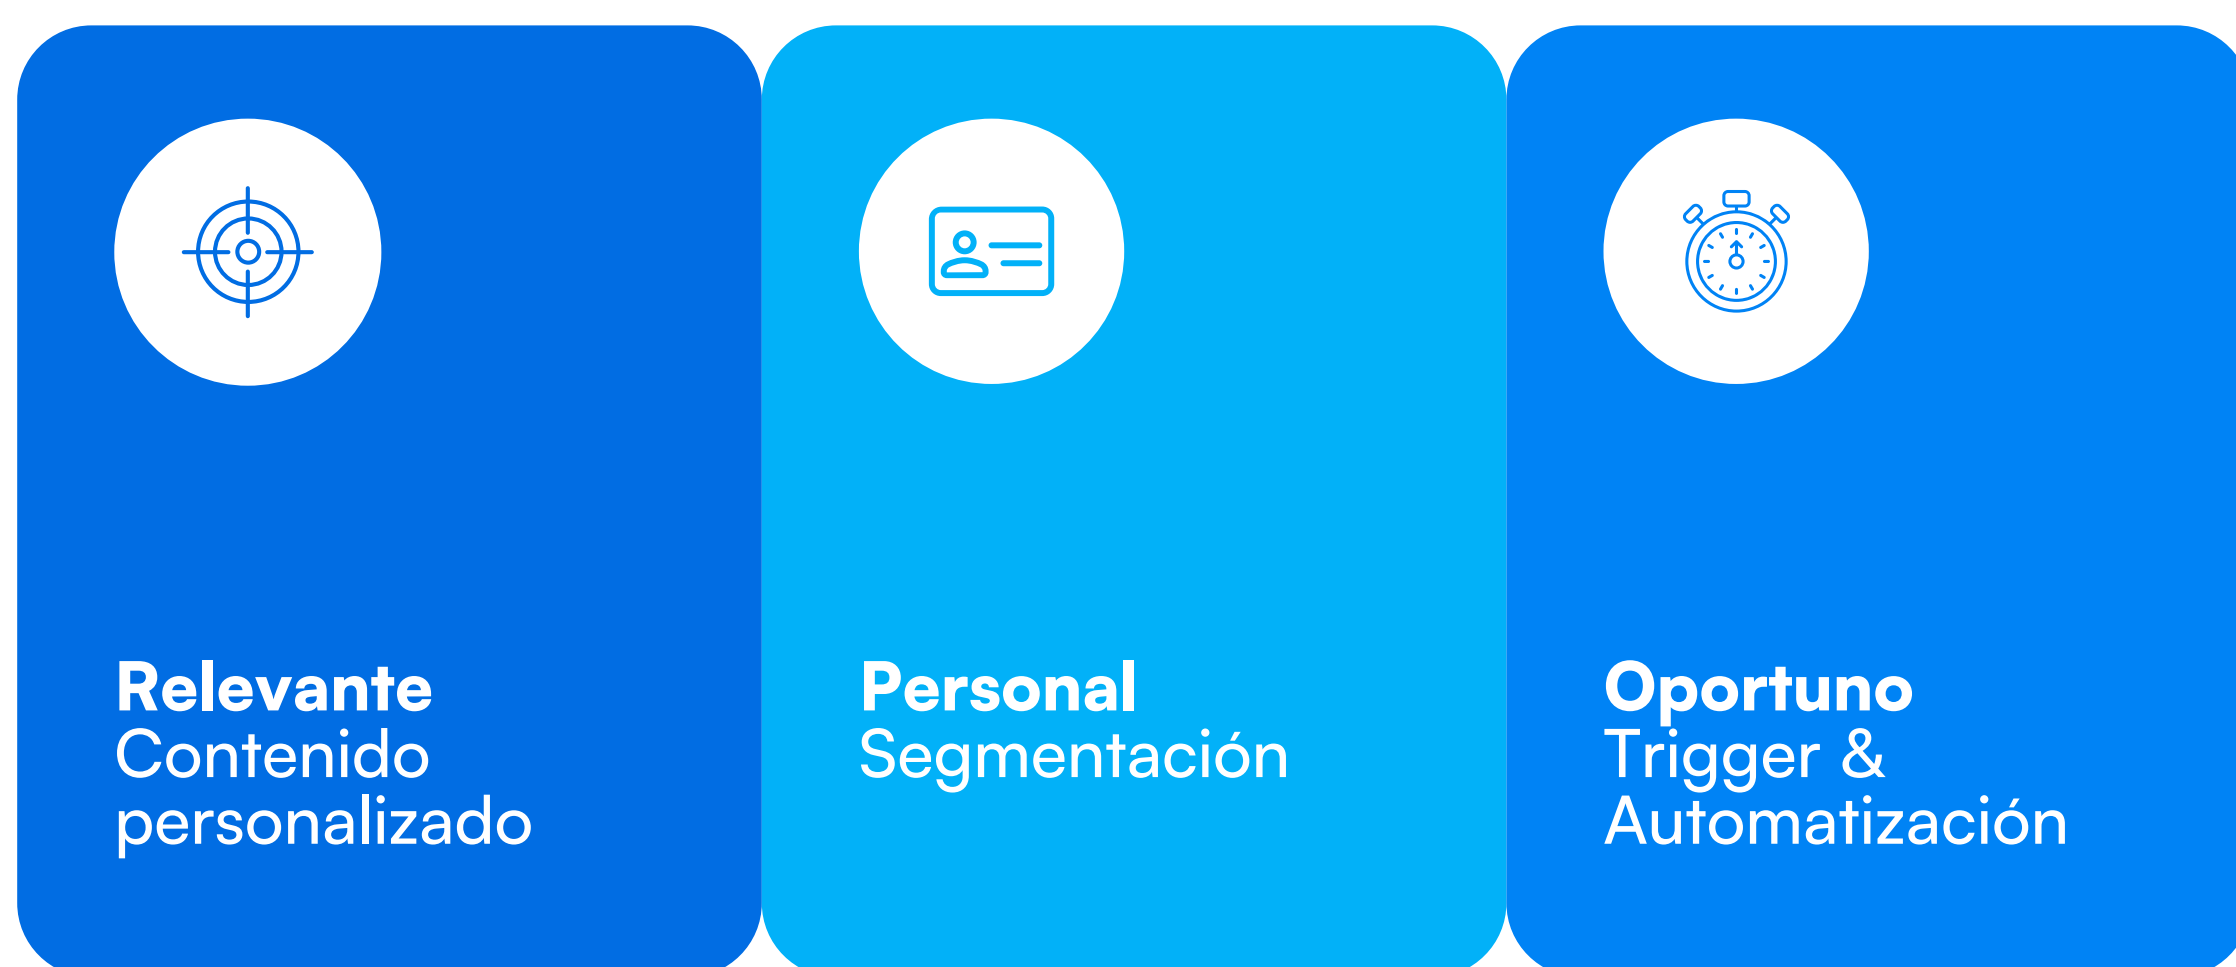 Relevante
Contenido
personalizado
Personal
Segmentación
Oportuno
Trigger &
Automatización